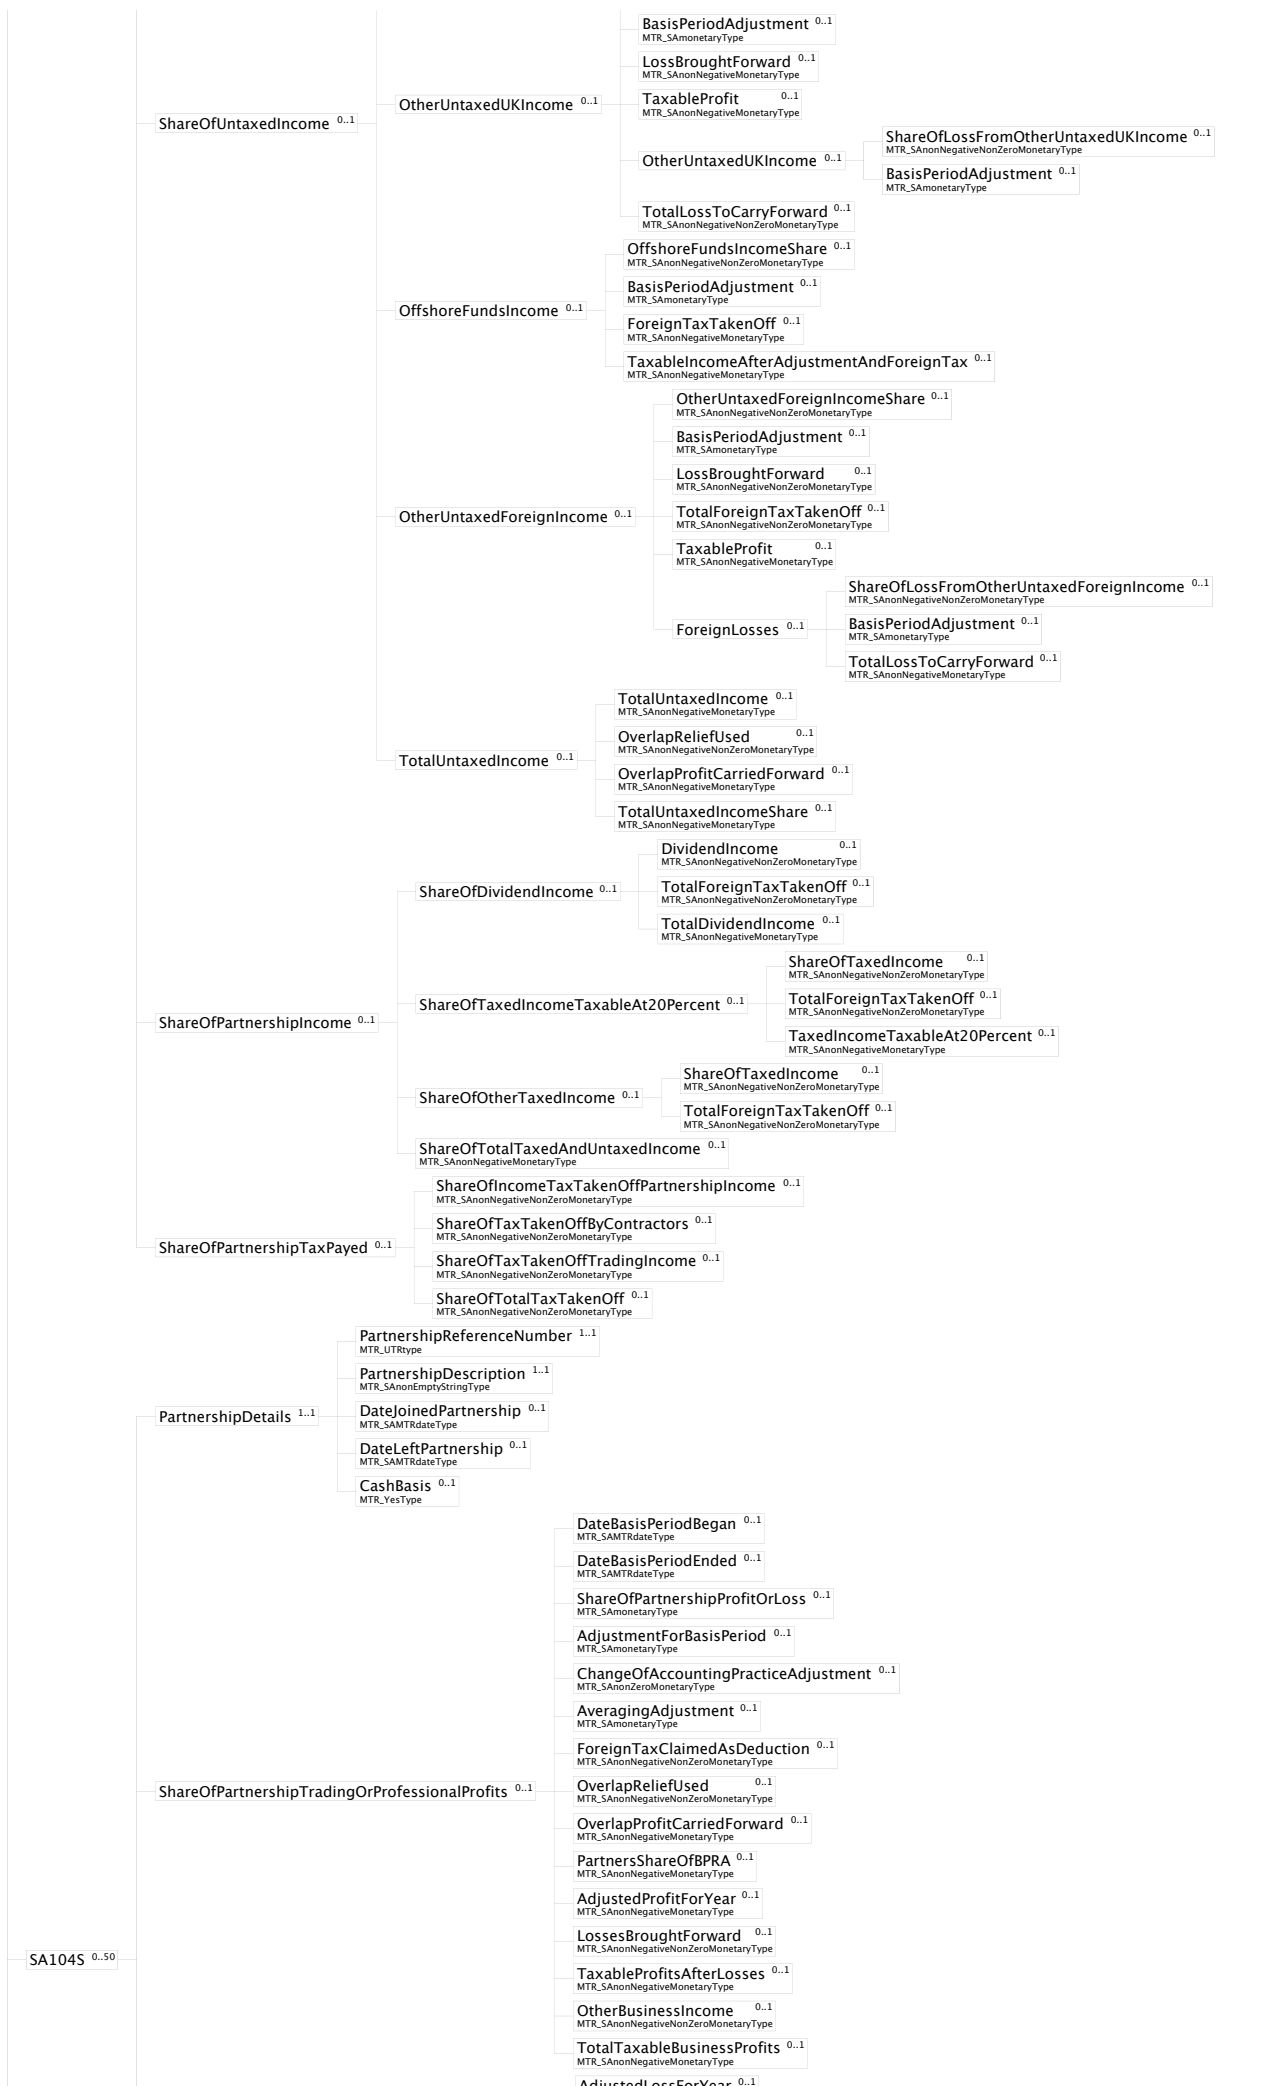 BasisPeriodAdjustment 0..1
MTR_SAmonetaryType
LossBroughtForward 0..1
MTR_SAnonNegativeMonetaryType
OtherUntaxedUKIncome 0..1
TaxableProfit 0..1
MTR_SAnonNegativeMonetaryType
ShareOfUntaxedIncome 0..1
ShareOfLossFromOtherUntaxedUKIncome 0..1
MTR_SAnonNegativeNonZeroMonetaryType
OtherUntaxedUKIncome 0..1
BasisPeriodAdjustment 0..1
MTR_SAmonetaryType
TotalLossToCarryForward 0..1
MTR_SAnonNegativeNonZeroMonetaryType
OffshoreFundsIncomeShare 0..1
MTR_SAnonNegativeNonZeroMonetaryType
BasisPeriodAdjustment 0..1
MTR_SAmonetaryType
OffshoreFundsIncome 0..1
ForeignTaxTakenOff 0..1
MTR_SAnonNegativeMonetaryType
TaxableIncomeAfterAdjustmentAndForeignTax 0..1
MTR_SAnonNegativeMonetaryType
OtherUntaxedForeignIncomeShare 0..1
MTR_SAnonNegativeNonZeroMonetaryType
BasisPeriodAdjustment 0..1
MTR_SAmonetaryType
LossBroughtForward 0..1
MTR_SAnonNegativeNonZeroMonetaryType
OtherUntaxedForeignIncome 0..1
TotalForeignTaxTakenOff 0..1
MTR_SAnonNegativeNonZeroMonetaryType
TaxableProfit 0..1
MTR_SAnonNegativeMonetaryType
ShareOfLossFromOtherUntaxedForeignIncome 0..1
MTR_SAnonNegativeNonZeroMonetaryType
ForeignLosses 0..1
BasisPeriodAdjustment 0..1
MTR_SAmonetaryType
TotalLossToCarryForward 0..1
MTR_SAnonNegativeMonetaryType
TotalUntaxedIncome 0..1
MTR_SAnonNegativeMonetaryType
OverlapReliefUsed 0..1
MTR_SAnonNegativeNonZeroMonetaryType
TotalUntaxedIncome 0..1
OverlapProfitCarriedForward 0..1
MTR_SAnonNegativeMonetaryType
TotalUntaxedIncomeShare 0..1
MTR_SAnonNegativeMonetaryType
DividendIncome 0..1
MTR_SAnonNegativeNonZeroMonetaryType
ShareOfDividendIncome 0..1
TotalForeignTaxTakenOff 0..1
MTR_SAnonNegativeNonZeroMonetaryType
TotalDividendIncome 0..1
MTR_SAnonNegativeMonetaryType
ShareOfTaxedIncome 0..1
MTR_SAnonNegativeNonZeroMonetaryType
ShareOfTaxedIncomeTaxableAt20Percent 0..1
TotalForeignTaxTakenOff 0..1
MTR_SAnonNegativeNonZeroMonetaryType
ShareOfPartnershipIncome 0..1
TaxedIncomeTaxableAt20Percent 0..1
MTR_SAnonNegativeMonetaryType
ShareOfTaxedIncome 0..1
MTR_SAnonNegativeNonZeroMonetaryType
ShareOfOtherTaxedIncome 0..1
TotalForeignTaxTakenOff 0..1
MTR_SAnonNegativeNonZeroMonetaryType
ShareOfTotalTaxedAndUntaxedIncome 0..1
MTR_SAnonNegativeMonetaryType
ShareOfIncomeTaxTakenOffPartnershipIncome 0..1
MTR_SAnonNegativeNonZeroMonetaryType
ShareOfTaxTakenOffByContractors 0..1
MTR_SAnonNegativeNonZeroMonetaryType
ShareOfPartnershipTaxPayed 0..1
ShareOfTaxTakenOffTradingIncome 0..1
MTR_SAnonNegativeNonZeroMonetaryType
ShareOfTotalTaxTakenOff 0..1
MTR_SAnonNegativeNonZeroMonetaryType
PartnershipReferenceNumber 1..1
MTR_UTRtype
PartnershipDescription 1..1
MTR_SAnonEmptyStringType
PartnershipDetails 1..1
DateJoinedPartnership 0..1
MTR_SAMTRdateType
DateLeftPartnership 0..1
MTR_SAMTRdateType
CashBasis 0..1
MTR_YesType
DateBasisPeriodBegan 0..1
MTR_SAMTRdateType
DateBasisPeriodEnded 0..1
MTR_SAMTRdateType
ShareOfPartnershipProfitOrLoss 0..1
MTR_SAmonetaryType
AdjustmentForBasisPeriod 0..1
MTR_SAmonetaryType
ChangeOfAccountingPracticeAdjustment 0..1
MTR_SAnonZeroMonetaryType
AveragingAdjustment 0..1
MTR_SAmonetaryType
ForeignTaxClaimedAsDeduction 0..1
MTR_SAnonNegativeNonZeroMonetaryType
ShareOfPartnershipTradingOrProfessionalProfits 0..1
OverlapReliefUsed 0..1
MTR_SAnonNegativeNonZeroMonetaryType
OverlapProfitCarriedForward 0..1
MTR_SAnonNegativeMonetaryType
PartnersShareOfBPRA 0..1
MTR_SAnonNegativeMonetaryType
AdjustedProfitForYear 0..1
MTR_SAnonNegativeMonetaryType
LossesBroughtForward 0..1
MTR_SAnonNegativeNonZeroMonetaryType
SA104S 0..50
TaxableProfitsAfterLosses 0..1
MTR_SAnonNegativeMonetaryType
OtherBusinessIncome 0..1
MTR_SAnonNegativeNonZeroMonetaryType
TotalTaxableBusinessProfits 0..1
MTR_SAnonNegativeMonetaryType
AdjustedLossForYear 0..1